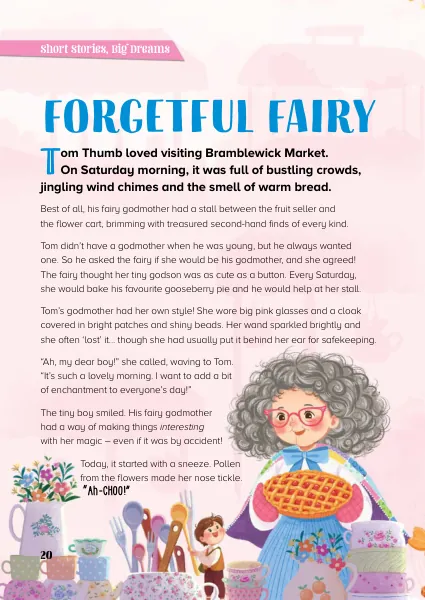 Short Stories, Big Dreams
FORGETFUL FAIRY
Tom Thumb loved visiting Bramblewick Market.
On Saturday morning, it was full of bustling crowds,
jingling wind chimes and the smell of warm bread.
Best of all, his fairy godmother had a stall between the fruit seller and
the flower cart, brimming with treasured second-hand finds of every kind.
Tom didn't have a godmother when he was young, but he always wanted
one. So he asked the fairy if she would be his godmother, and she agreed!
The fairy thought her tiny godson was as cute as a button. Every Saturday,
she would bake his favourite gooseberry pie and he would help at her stall.
Tom's godmother had her own style! She wore big pink glasses and a cloak
covered in bright patches and shiny beads. Her wand sparkled brightly and
she often 'lost' it... though she had usually put it behind her ear for safekeeping.
"Ah, my dear boy!" she called, waving to Tom.
"It's such a lovely morning. I want to add a bit
of enchantment to everyone's day!"
The tiny boy smiled. His fairy godmother
had a way of making things interesting
with her magic – even if it was by accident!
Today, it started with a sneeze. Pollen
from the flowers made her nose tickle.
"Ah-CHOO!"
20